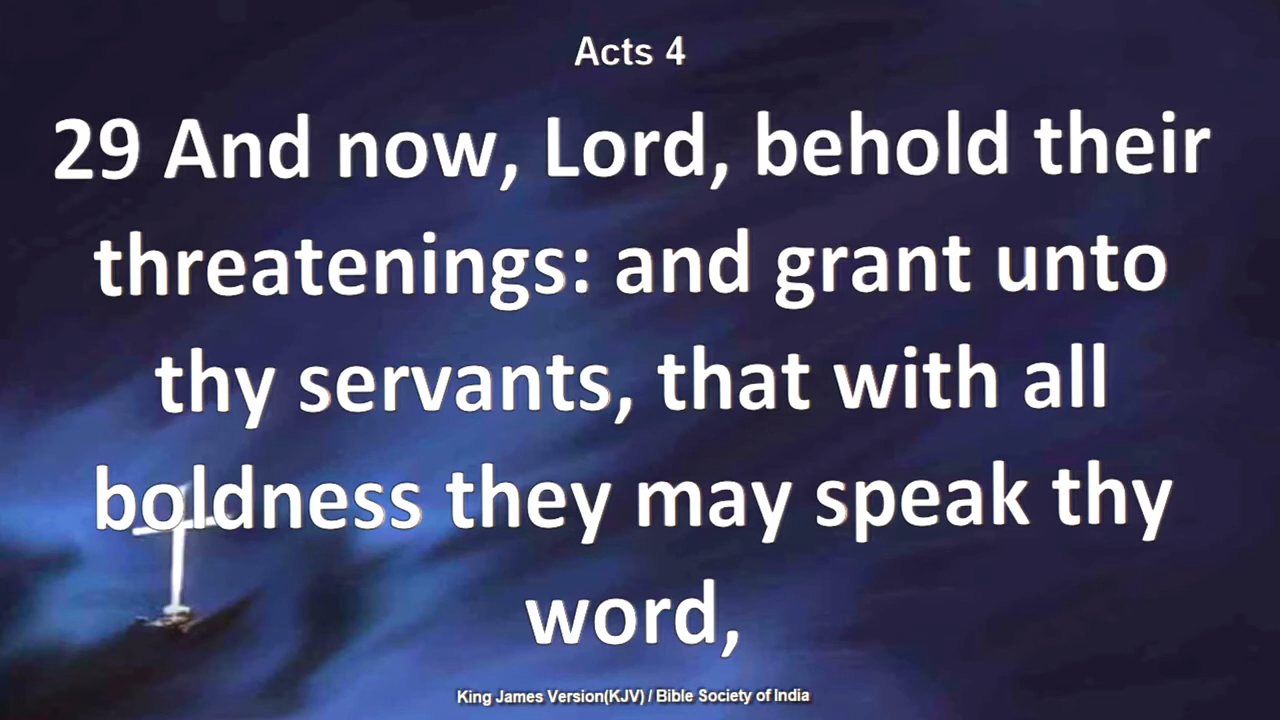 Acts 4
29 And now, Lord, behold their
threatenings: and grant unto
thy servants, that with all
boldness they may speak thy
word,
King James Version(KJV) / Bible Society of India